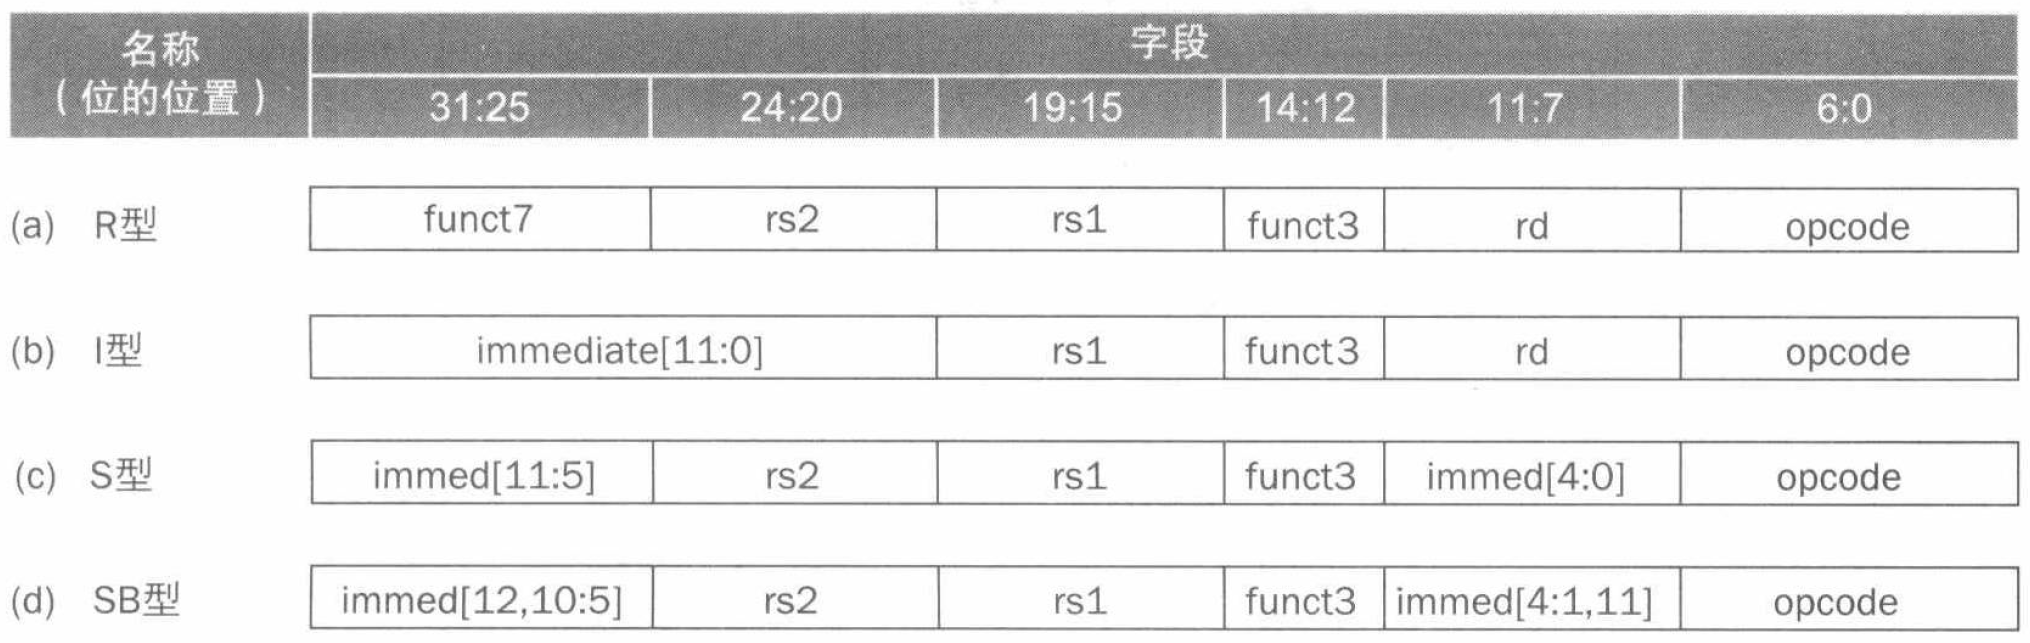 名称
(位的位置)
字段
31:25 24:20 19:15 14:12 11:7 6:0
(a) R型 funct7 rs2 rs1 funct3 rd opcode
(b) I型 immediate[11:0] rs1 funct3 rd opcode
(c) S型 immed[11:5] rs2 rs1 funct3 immed[4:0] opcode
(d) SB型 immed[12,10:5] rs2 rs1 funct3 immed[4:1,11] opcode